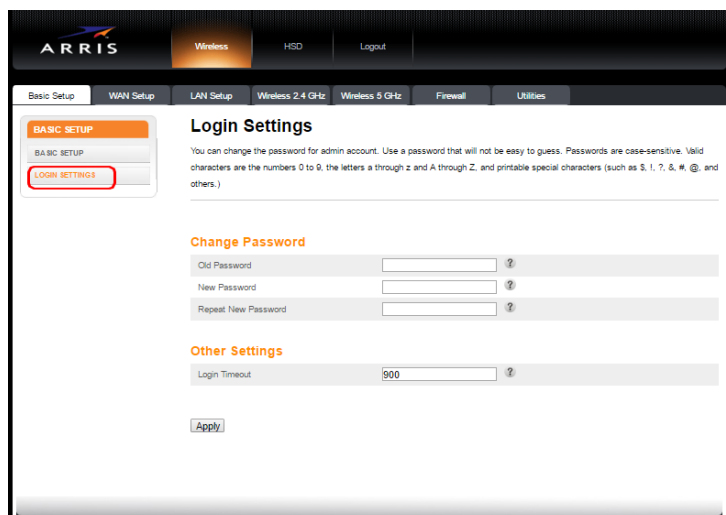 ARRIS
Wireless HSD Logout
Basic Setup WAN Setup LAN Setup Wireless 2.4 GHz Wireless 5 GHz Firewall Utilities
BASIC SETUP
BASIC SETUP
LOGIN SETTINGS
Login Settings
You can change the password for admin account. Use a password that will not be easy to guess. Passwords are case-sensitive. Valid
characters are the numbers 0 to 9, the letters a through z and A through Z, and printable special characters (such as $, !, ?, &, #, @, and
others.)
Change Password
Old Password ?
New Password ?
Repeat New Password ?
Other Settings
Login Timeout 900 ?
Apply